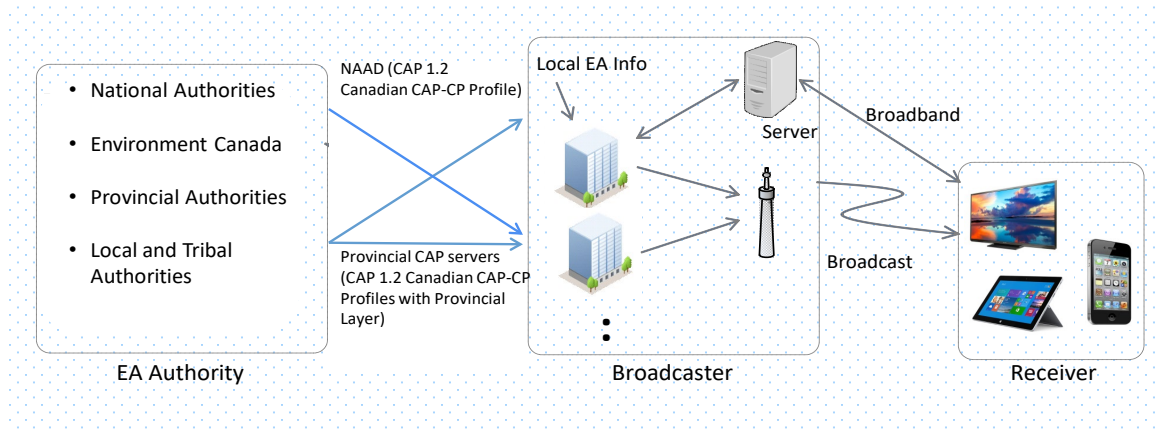 • National Authorities
• Environment Canada
• Provincial Authorities
• Local and Tribal
Authorities
EA Authority
NAAD (CAP 1.2
Canadian CAP-CP Profile)
Provincial CAP servers
(CAP 1.2 Canadian CAP-CP
Profiles with Provincial
Layer)
Local EA Info
Server
:
Broadcaster
Broadband
Broadcast
Receiver